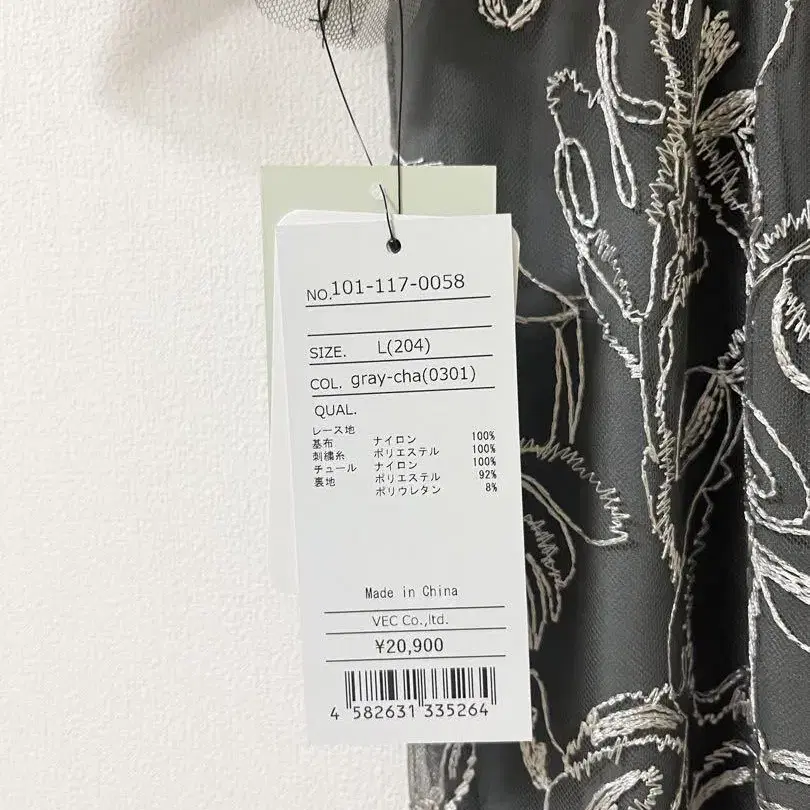 NO. 101-117-0058
SIZE. L(204)
COL. gray-cha(0301)
QUAL.
レース地
基布 ナイロン 100%
刺繍糸 ポリエステル 100%
チュール ナイロン 100%
裏地 ポリエステル 92%
ポリウレタン 8%
Made in China
VEC Co.,ltd.
¥20,900
4 582631 335264